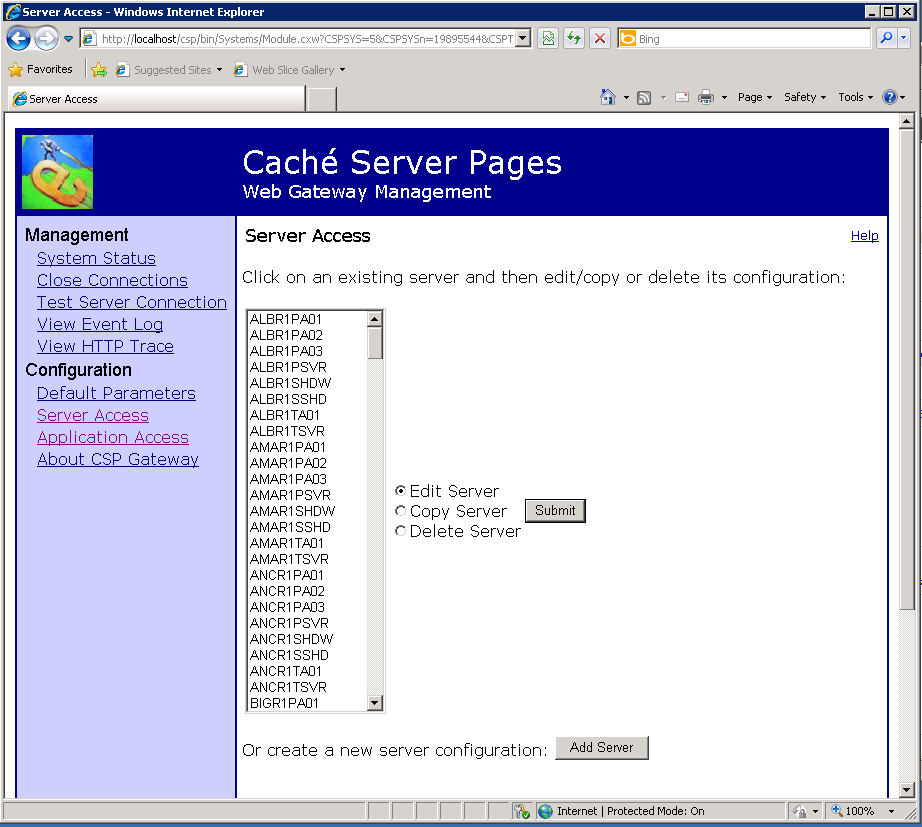 Server Access - Windows Internet Explorer
http://localhost/csp/bin/Systems/Module.cxw?CSPSYS=5&CSPSYSn=19895544&CSPT
Bing
Favorites
Suggested Sites
Web Slice Gallery
Server Access
Page
Safety
Tools
Caché Server Pages
Web Gateway Management
Management
System Status
Close Connections
Test Server Connection
View Event Log
View HTTP Trace
Configuration
Default Parameters
Server Access
Application Access
About CSP Gateway
Server Access
Help
Click on an existing server and then edit/copy or delete its configuration:
ALBR1PA01
ALBR1PA02
ALBR1PA03
ALBR1PSVR
ALBR1SHDW
ALBR1SSHD
ALBR1TA01
ALBR1TSVR
AMAR1PA01
AMAR1PA02
AMAR1PA03
AMAR1PSVR
AMAR1SHDW
AMAR1SSHD
AMAR1TA01
AMAR1TSVR
ANCR1PA01
ANCR1PA02
ANCR1PA03
ANCR1PSVR
ANCR1SHDW
ANCR1SSHD
ANCR1TA01
ANCR1TSVR
BIGR1PA01
Edit Server
Copy Server
Delete Server
Submit
Or create a new server configuration:
Add Server
Internet | Protected Mode: On
100%